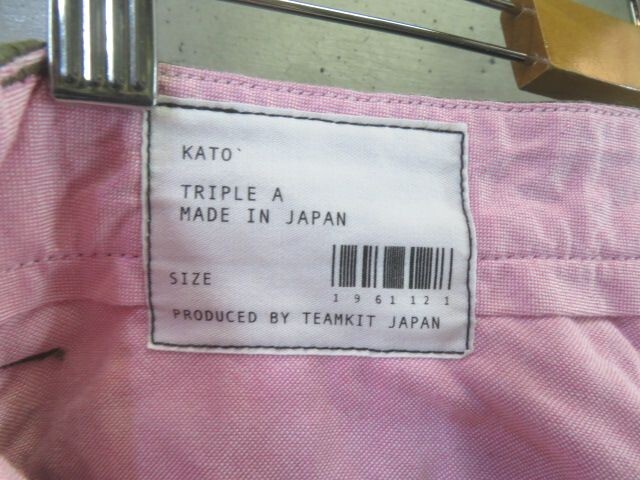 KATO`
TRIPLE A
MADE IN JAPAN
SIZE
1 9 6 1 1 2 1
PRODUCED BY TEAMKIT JAPAN